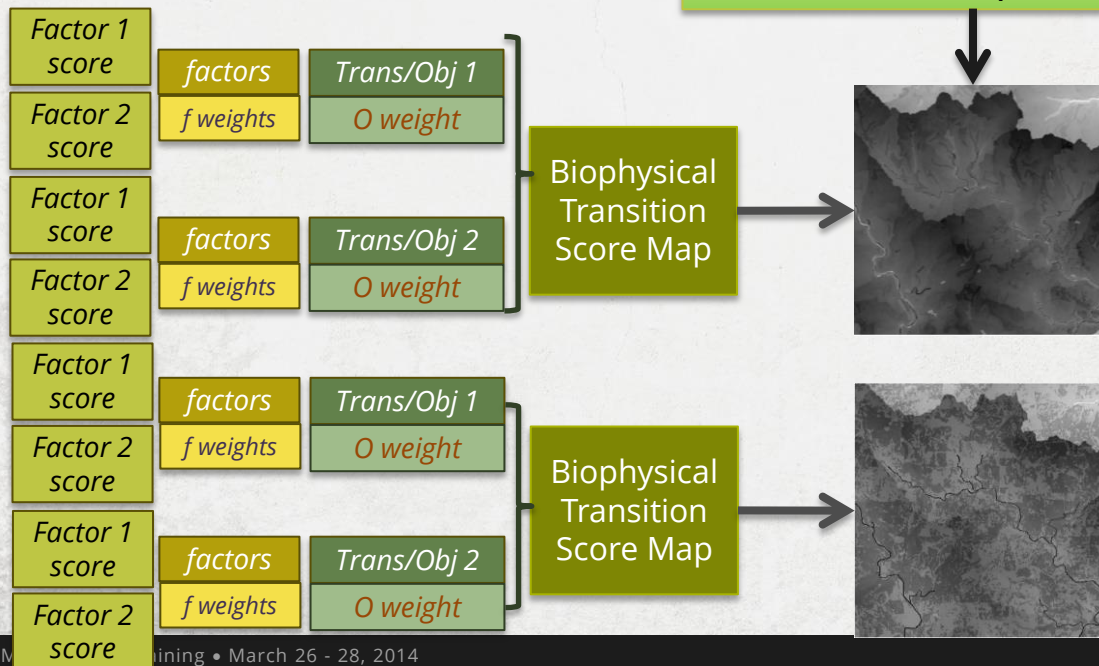 Factor 1
score
factors
f weights
Trans/Obj 1
O weight
Factor 2
score
Factor 1
score
factors
f weights
Trans/Obj 2
O weight
Factor 2
score
Biophysical
Transition
Score Map
Factor 1
score
factors
f weights
Trans/Obj 1
O weight
Factor 2
score
Factor 1
score
factors
f weights
Trans/Obj 2
O weight
Factor 2
score
Biophysical
Transition
Score Map
• March 26 - 28, 2014